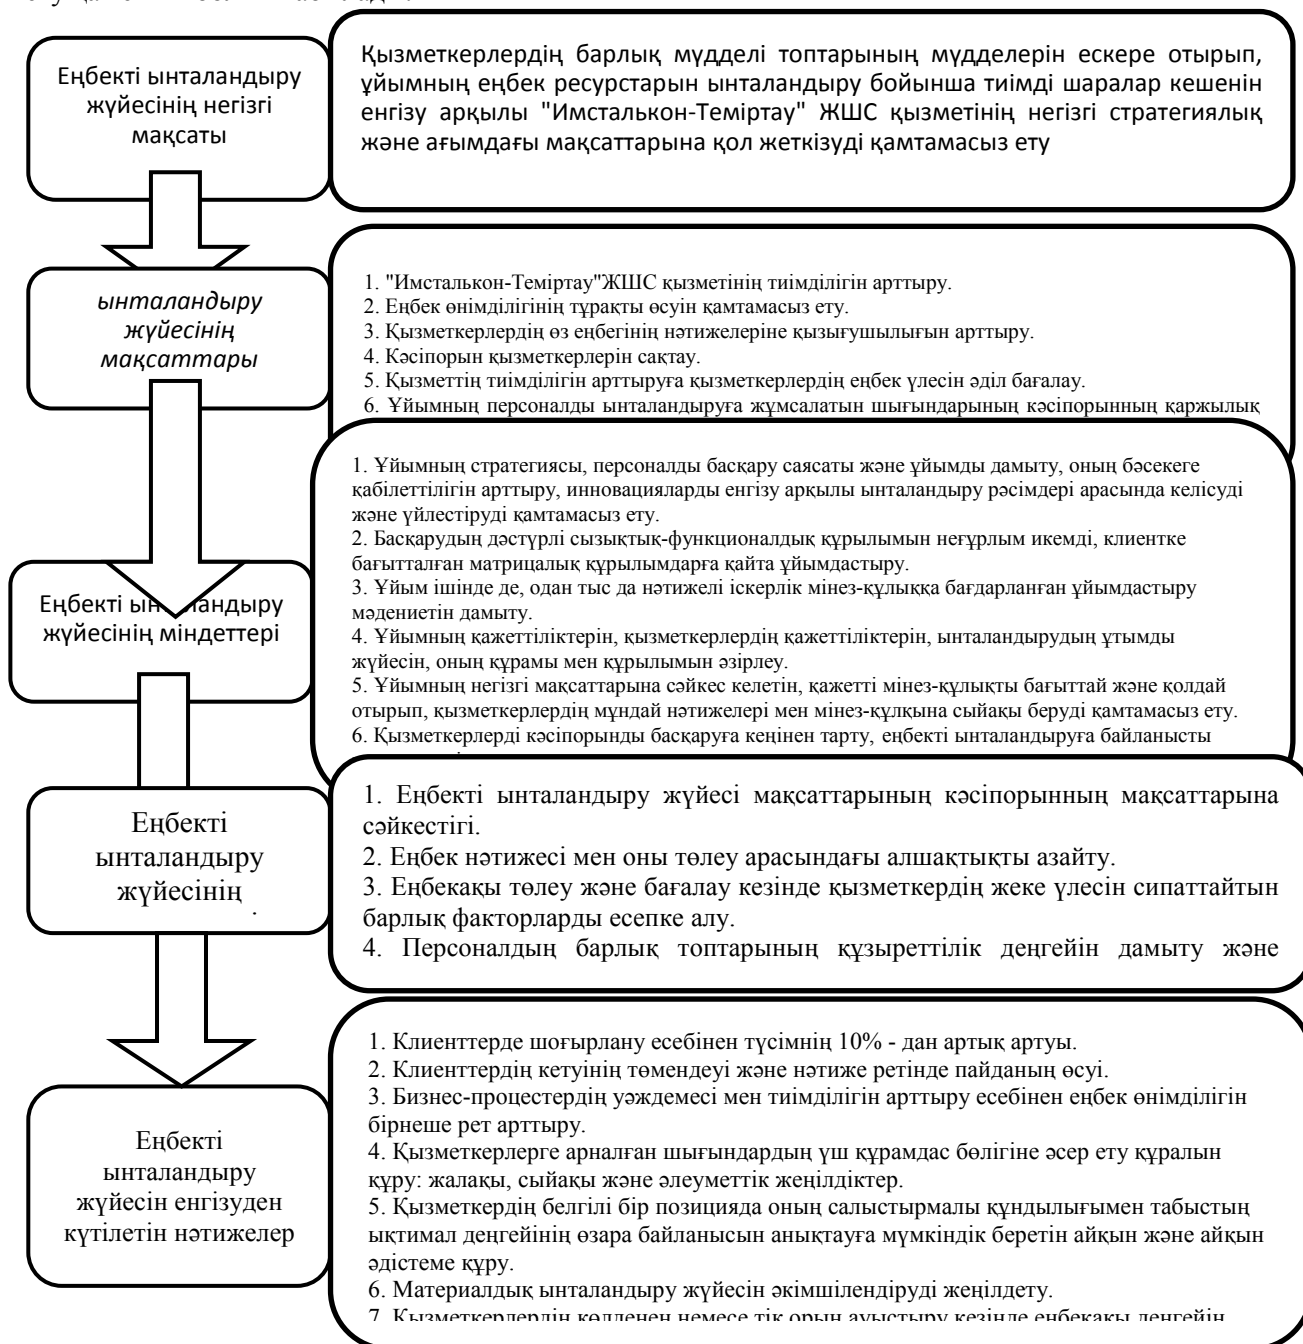 Еңбекті ынталандыру
жүйесінің негізгі
мақсаты
Қызметкерлердің барлық мүдделі топтарының мүдделерін ескере отырып,
ұйымның еңбек ресурстарын ынталандыру бойынша тиімді шаралар кешенін
енгізу арқылы "Имсталькон-Теміртау" ЖШС қызметінің негізгі стратегиялық
және ағымдағы мақсаттарына қол жеткізуді қамтамасыз ету
ынталандыру
жүйесінің
мақсаттары
1. "Имсталькон-Теміртау"ЖШС қызметінің тиімділігін арттыру.
2. Еңбек өнімділігінің тұрақты өсуін қамтамасыз ету.
3. Қызметкерлердің өз еңбегінің нәтижелеріне қызығушылығын арттыру.
4. Кәсіпорын қызметкерлерін сақтау.
5. Қызметтің тиімділігін арттыруға қызметкерлердің еңбек үлесін әділ бағалау.
6. Ұйымның персоналды ынталандыруға жұмсалатын шығындарының кәсіпорынның қаржылық
Еңбекті
жүйесінің міндеттері
1. Ұйымның стратегиясы, персоналды басқару саясаты және ұйымды дамыту, оның бәсекеге
қабілеттілігін арттыру, инновацияларды енгізу арқылы ынталандыру рәсімдері арасында келісуді
және үйлестіруді қамтамасыз ету.
2. Басқарудың дәстүрлі сызықтық-функционалдық құрылымын неғұрлым икемді, клиентке
бағытталған матрицалық құрылымдарға қайта ұйымдастыру.
3. Ұйым ішінде де, одан тыс да нәтижелі іскерлік мінез-құлыққа бағдарланған ұйымдастыру
мәдениетін дамыту.
4. Ұйымның қажеттіліктерін, қызметкерлердің қажеттіліктерін, ынталандырудың ұтымды
жүйесін, оның құрамы мен құрылымын әзірлеу.
5. Ұйымның негізгі мақсаттарына сәйкес келетін, қажетті мінез-құлықты бағыттай және қолдай
отырып, қызметкерлердің мұндай нәтижелері мен мінез-құлқына сыйақы беруді қамтамасыз ету.
6. Қызметкерлерді кәсіпорынды басқаруға кеңінен тарту, еңбекті ынталандыруға байланысты
Еңбекті
ынталандыру
жүйесінің
1. Еңбекті ынталандыру жүйесі мақсаттарының кәсіпорынның мақсаттарына
сәйкестігі.
2. Еңбек нәтижесі мен оны төлеу арасындағы алшақтықты азайту.
3. Еңбекақы төлеу және бағалау кезінде қызметкердің жеке үлесін сипаттайтын
барлық факторларды есепке алу.
4. Персоналдың барлық топтарының құзыреттілік деңгейін дамыту және
Еңбекті
ынталандыру
жүйесін енгізуден
күтілетін нәтижелер
1. Клиенттерде шоғырлану есебінен түсімнің 10% - дан артық артуы.
2. Клиенттердің кетуінің төмендеуі және нәтиже ретінде пайданың өсуі.
3. Бизнес-процестердің уәждемесі мен тиімділігін арттыру есебінен еңбек өнімділігін
бірнеше рет арттыру.
4. Қызметкерлерге арналған шығындардың үш құрамдас бөлігіне әсер ету құралын
құру: жалақы, сыйақы және әлеуметтік жеңілдіктер.
5. Қызметкердің белгілі бір позицияда оның салыстырмалы құндылығымен табыстың
ықтимал деңгейінің өзара байланысын анықтауға мүмкіндік беретін айқын және айқын
әдістеме құру.
6. Материалдық ынталандыру жүйесін әкімшілендіруді жеңілдету.
7. Қызметкерлердің көлденең немесе тік орын ауыстыру кезінде еңбекақы деңгейін